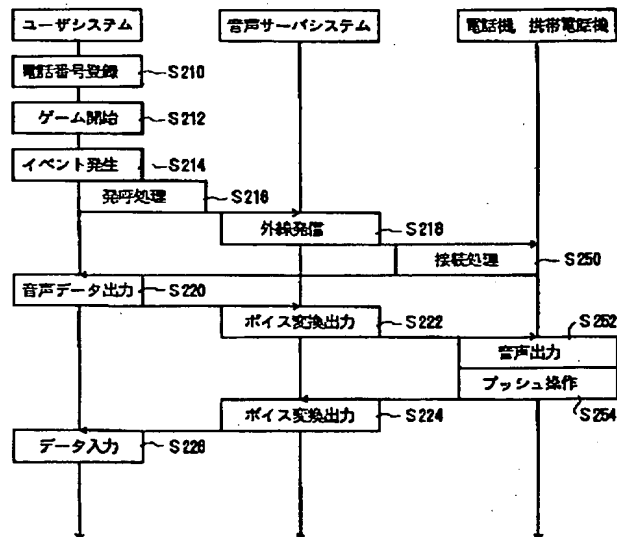 ユーザシステム 音声サーバシステム 電話機, 携帯電話機
電話番号登録 S210
ゲーム開始 S212
イベント発生 S214
発呼処理 S216
外線発信 S218
接装処理 S250
音声データ出力 S220
ボイス変換出力 S222 S252
音声出力
プッシュ操作
ボイス変換出力 S224 S254
データ入力 S226